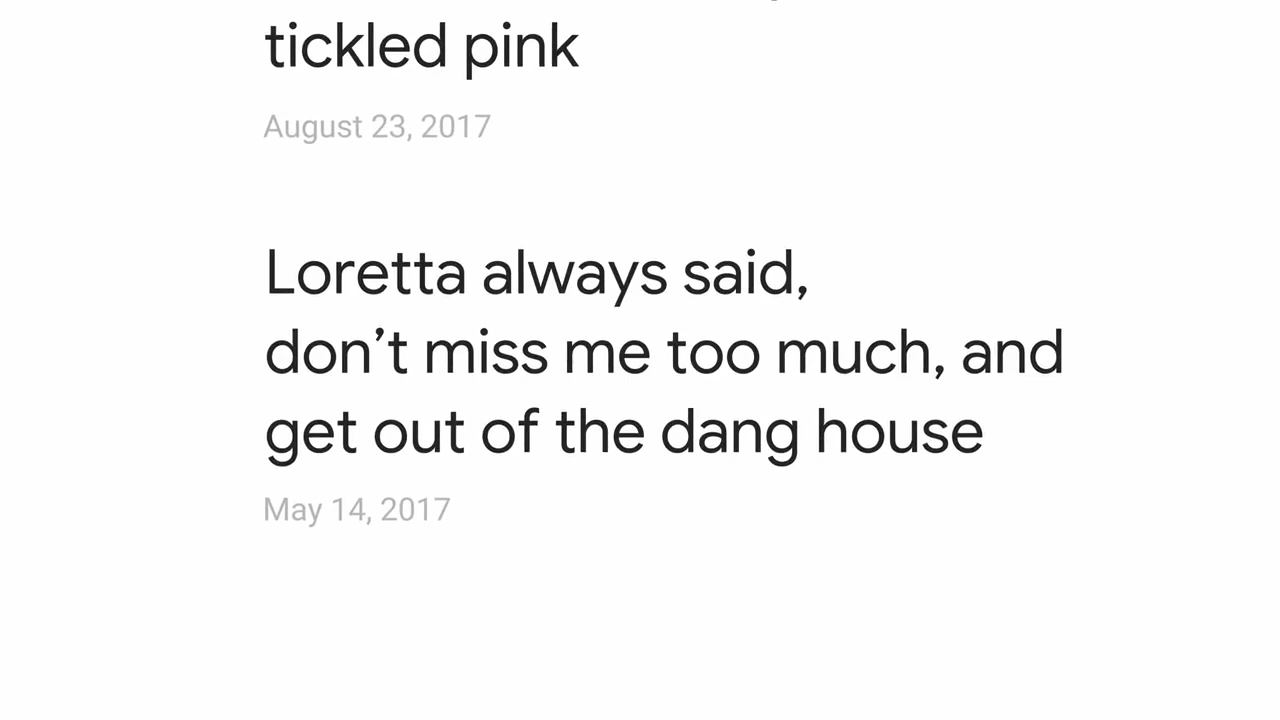 tickled pink
August 23, 2017
Loretta always said,
don’t miss me too much, and
get out of the dang house
May 14, 2017